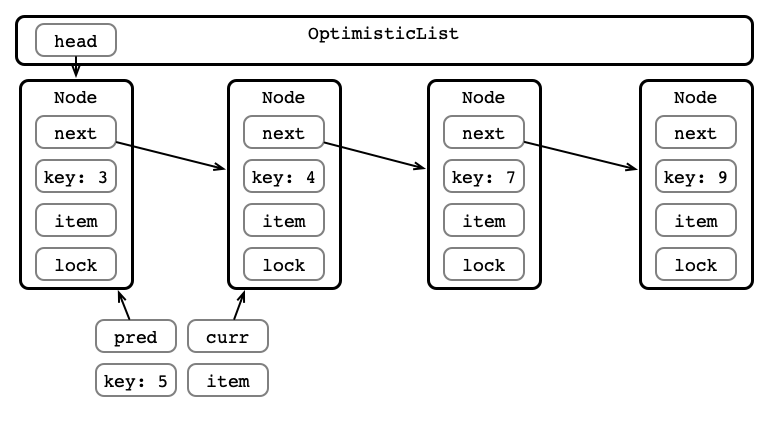 OptimisticList
head
Node Node Node Node
next next next next
key: 3 key: 4 key: 7 key: 9
item item item item
lock lock lock lock
pred curr
key: 5 item